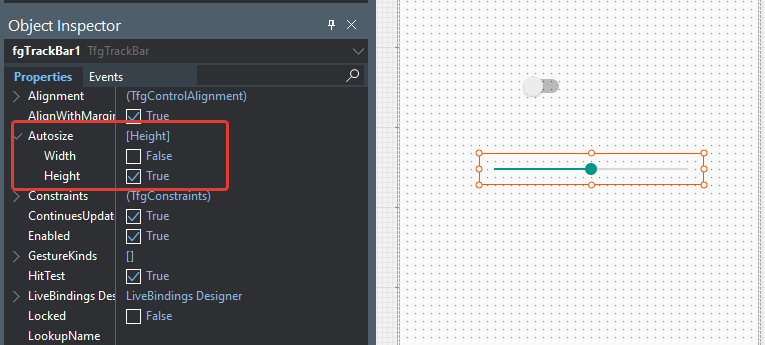 Object Inspector
fgTrackBar1 TfgTrackBar
Properties Events
Alignment (TfgControlAlignment)
AlignWithMargin True
Autosize [Height]
Width False
Height True
Constraints (TfgConstraints)
ContinuesUpdat True
Enabled True
GestureKinds []
HitTest True
LiveBindings Des LiveBindings Designer
Locked False
LookupName